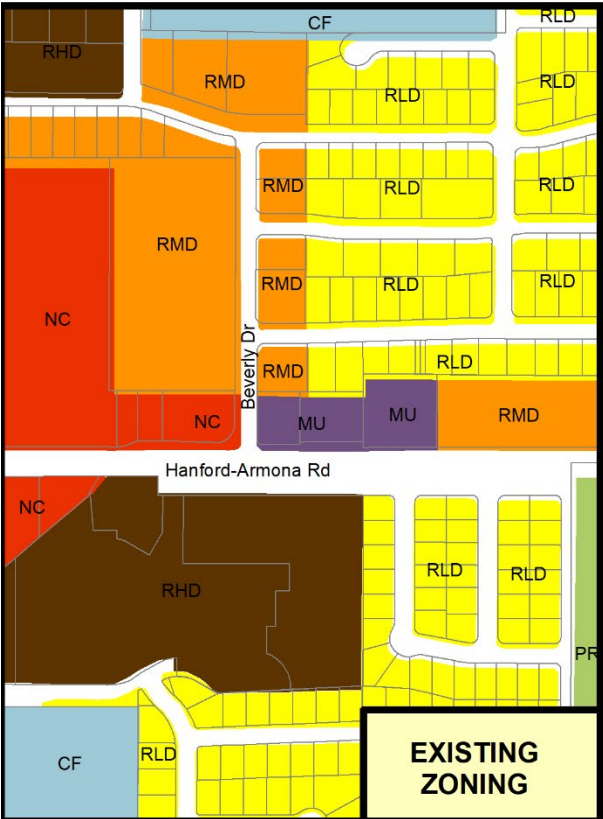 CF
RLD
RHD
RMD
RLD
RLD
RMD
RLD
RLD
RMD
NC
RMD
RLD
RLD
Beverly Dr
RMD
RLD
NC
MU
MU
RMD
Hanford-Armona Rd
NC
RHD
RLD
RLD
PR
CF
RLD
EXISTING
ZONING